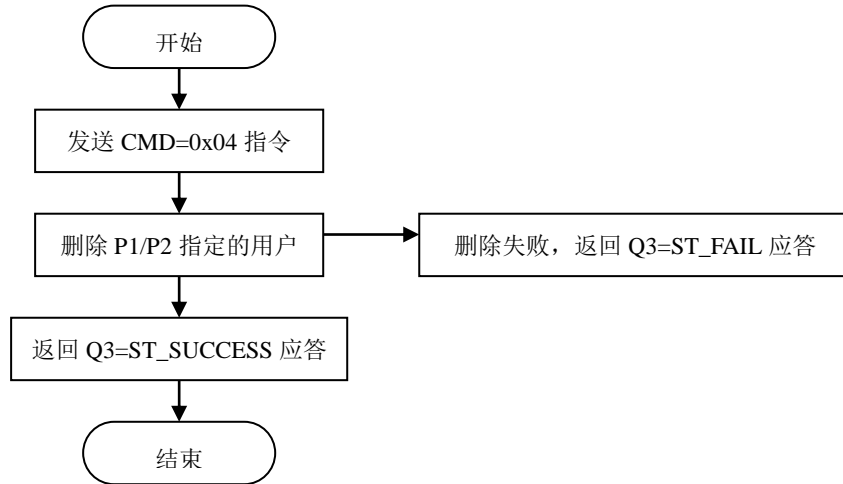 开始
发送 CMD=0x04 指令
删除 P1/P2 指定的用户
删除失败，返回 Q3=ST_FAIL 应答
返回 Q3=ST_SUCCESS 应答
结束